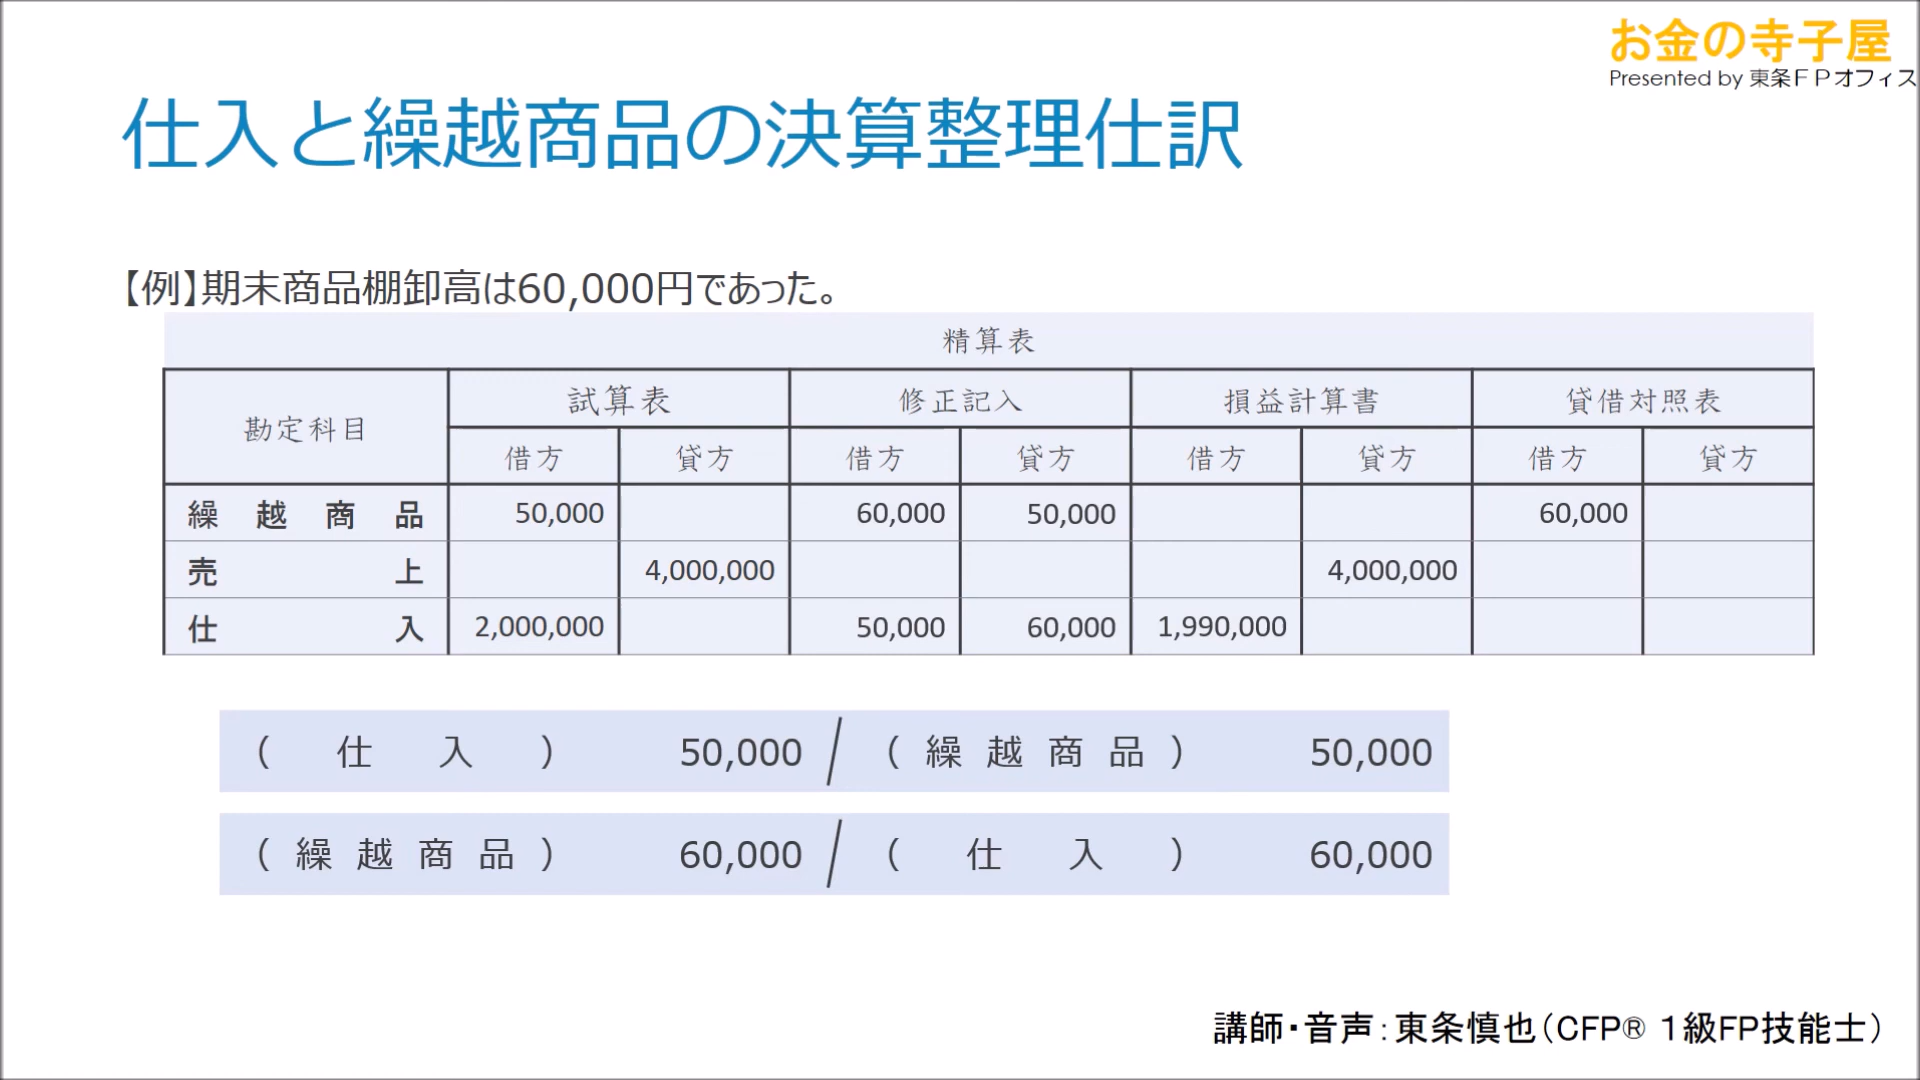 お金の寺子屋
Presented by 東条ＦＰオフィス
仕入と繰越商品の決算整理仕訳
【例】期末商品棚卸高は60,000円であった。
精算表
勘定科目 試算表 修正記入 損益計算書 貸借対照表
借方 貸方 借方 貸方 借方 貸方 借方 貸方
繰越商品 50,000 60,000 50,000 60,000
売上 4,000,000 4,000,000
仕入 2,000,000 50,000 60,000 1,990,000
（ 仕 入 ） 50,000 / （ 繰 越 商 品 ） 50,000
（ 繰 越 商 品 ） 60,000 / （ 仕 入 ） 60,000
講師・音声：東条慎也（CFP® １級FP技能士）